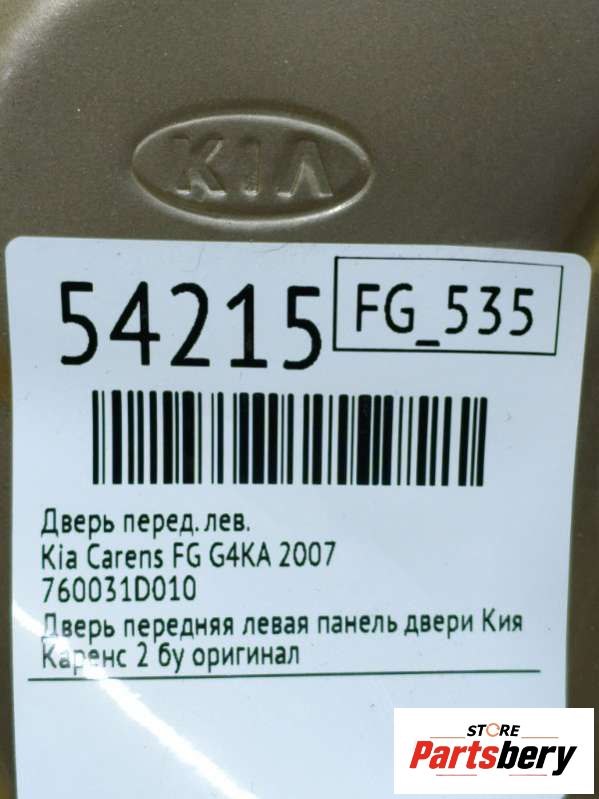 KIA
54215
FG_535
Дверь перед. лев.
Kia Carens FG G4KA 2007
760031D010
Дверь передняя левая панель двери Кия
Каренс 2 бу оригинал
STORE
Partsbery